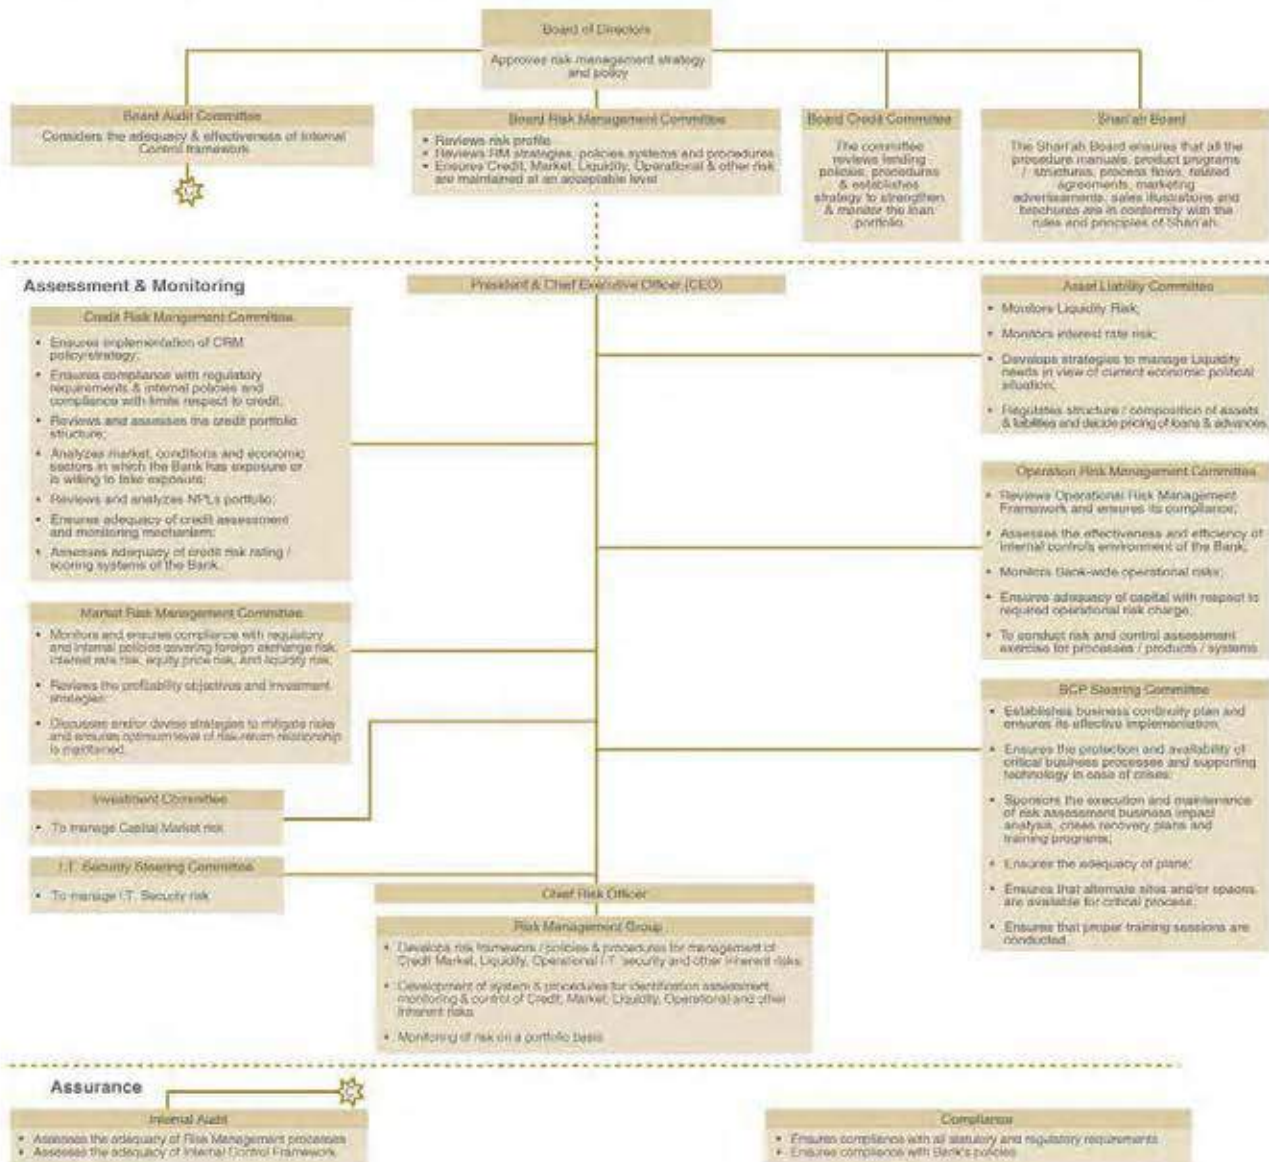 Board of Directors
Approves risk management strategy
and policy
Board Audit Committee
Considers the adequacy & effectiveness of Internal
Control framework
Board Risk Management Committee
• Reviews risk profile
• Reviews RM strategies, policies systems and procedures
• Ensures Credit, Market, Liquidity, Operational & other risk
are maintained at an acceptable level
Board Credit Committee
The committee
reviews lending
policies, procedures
& establishes
strategy to strengthen
& monitor the loan
portfolio.
Shari'ah Board
The Shari'ah Board ensures that all the
procedure manuals, product programs
/ structures, process flows, related
agreements, marketing
advertisements, sales illustrations and
brochures are in conformity with the
rules and principles of Shari'ah.
Assessment & Monitoring
President & Chief Executive Officer (CEO)
Credit Risk Mangement Committee
• Ensures implementation of CRM
policy/strategy;
• Ensures compliance with regulatory
requirements & internal policies and
compliance with limits respect to credit;
• Reviews and assesses the credit portfolio
structure;
• Analyzes market, conditions and economic
sectors in which the Bank has exposure or
is willing to take exposure;
• Reviews and analyzes NPLs portfolio;
• Ensures adequacy of credit assessment
and monitoring mechanism;
• Assesses adequacy of credit risk rating /
scoring systems of the Bank.
Market Risk Management Committee
• Monitors and ensures compliance with regulatory
and internal policies covering foreign exchange risk,
interest rate risk, equity price risk, and liquidity risk;
• Reviews the profitability objectives and investment
strategies;
• Discusses and/or devise strategies to mitigate risks
and ensures optimum level of risk-return relationship
is maintained.
Investment Committee
• To manage Capital Market risk
I.T. Security Steering Committee
• To manage I.T. Security risk
Asset Liability Committee
• Monitors Liquidity Risk;
• Monitors interest rate risk;
• Develops strategies to manage Liquidity
needs in view of current economic political
situation;
• Regulates structure / composition of assets
& liabilities and decide pricing of loans & advances.
Operation Risk Management Committee
• Reviews Operational Risk Management
Framework and ensures its compliance;
• Assesses the effectiveness and efficiency of
internal controls environment of the Bank;
• Monitors Bank-wide operational risks;
• Ensures adequacy of capital with respect to
required operational risk charge;
• To conduct risk and control assessment
exercise for processes / products / systems
BCP Steering Committee
• Establishes business continuity plan and
ensures its effective implementation;
• Ensures the protection and availability of
critical business processes and supporting
technology in case of crises;
• Sponsors the execution and maintenance
of risk assessment business impact
analysis, crises recovery plans and
training programs;
• Ensures the adequacy of plans;
• Ensures that alternate sites and/or spaces
are available for critical process;
• Ensures that proper training sessions are
conducted.
Chief Risk Officer
Risk Management Group
• Develops risk framework / policies & procedures for management of
Credit Market, Liquidity, Operational I.T. security and other inherent risks
• Development of system & procedures for identification assessment,
monitoring & control of Credit, Market, Liquidity, Operational and other
Inherent risks
• Monitoring of risk on a portfolio basis
Assurance
Internal Audit
• Assesses the adequacy of Risk Management processes
• Assesses the adequacy of Internal Control Framework.
Compliance
• Ensures compliance with all statutory and regulatory requirements
• Ensures compliance with Bank's policies